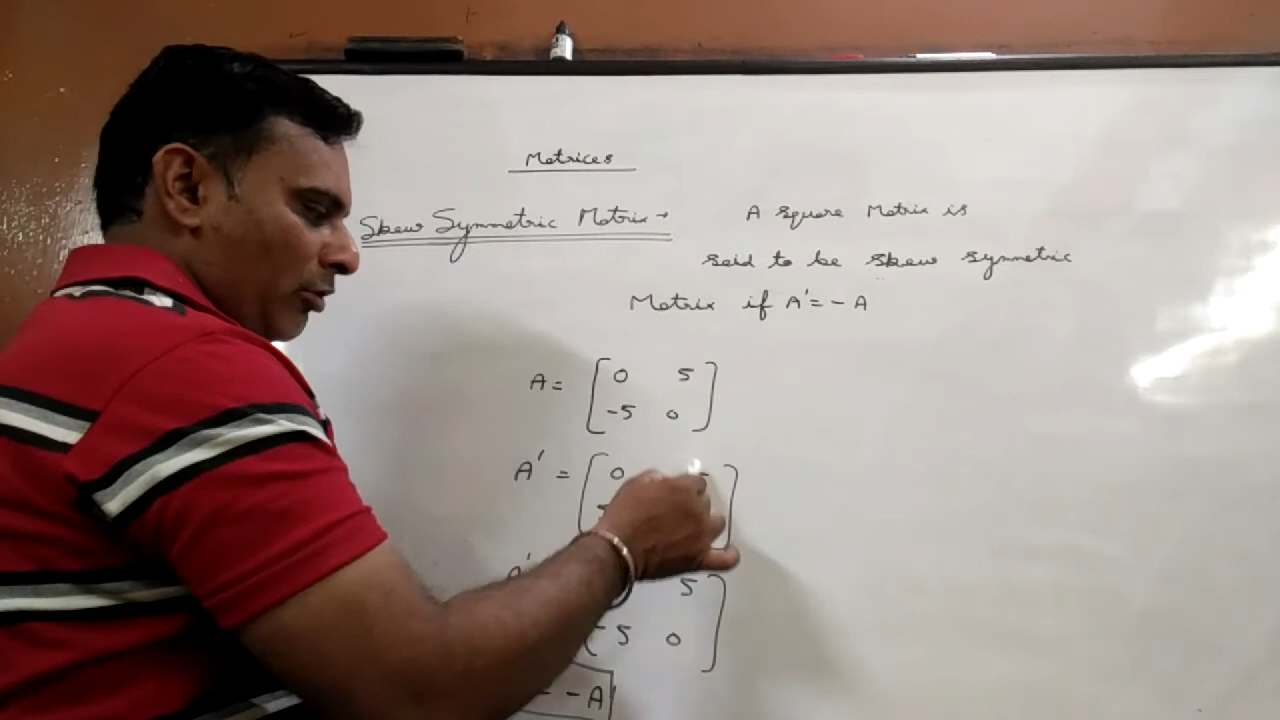 Matrices
Skew Symmetric Matrix → A square Matrix is
said to be skew symmetric
Matrix if A' = - A
A = [ 0 5
-5 0 ]
A' = [ 0
A' 5
- 5 0 ]
= - A